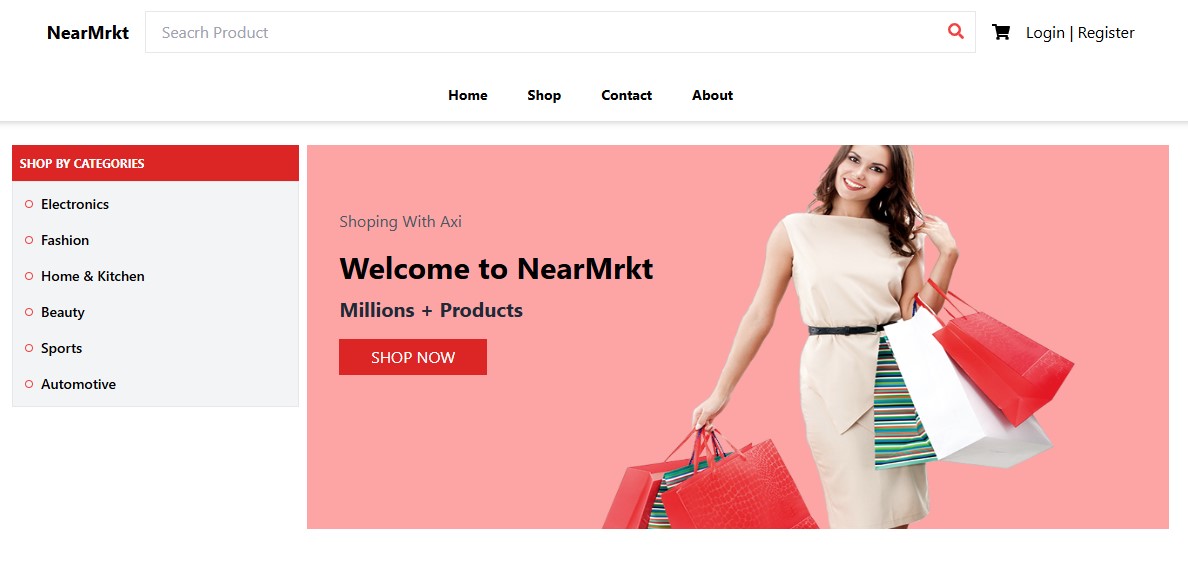 NearMrkt
Seacrh Product
Login | Register
Home Shop Contact About
SHOP BY CATEGORIES
Electronics
Fashion
Home & Kitchen
Beauty
Sports
Automotive
Shoping With Axi
Welcome to NearMrkt
Millions + Products
SHOP NOW